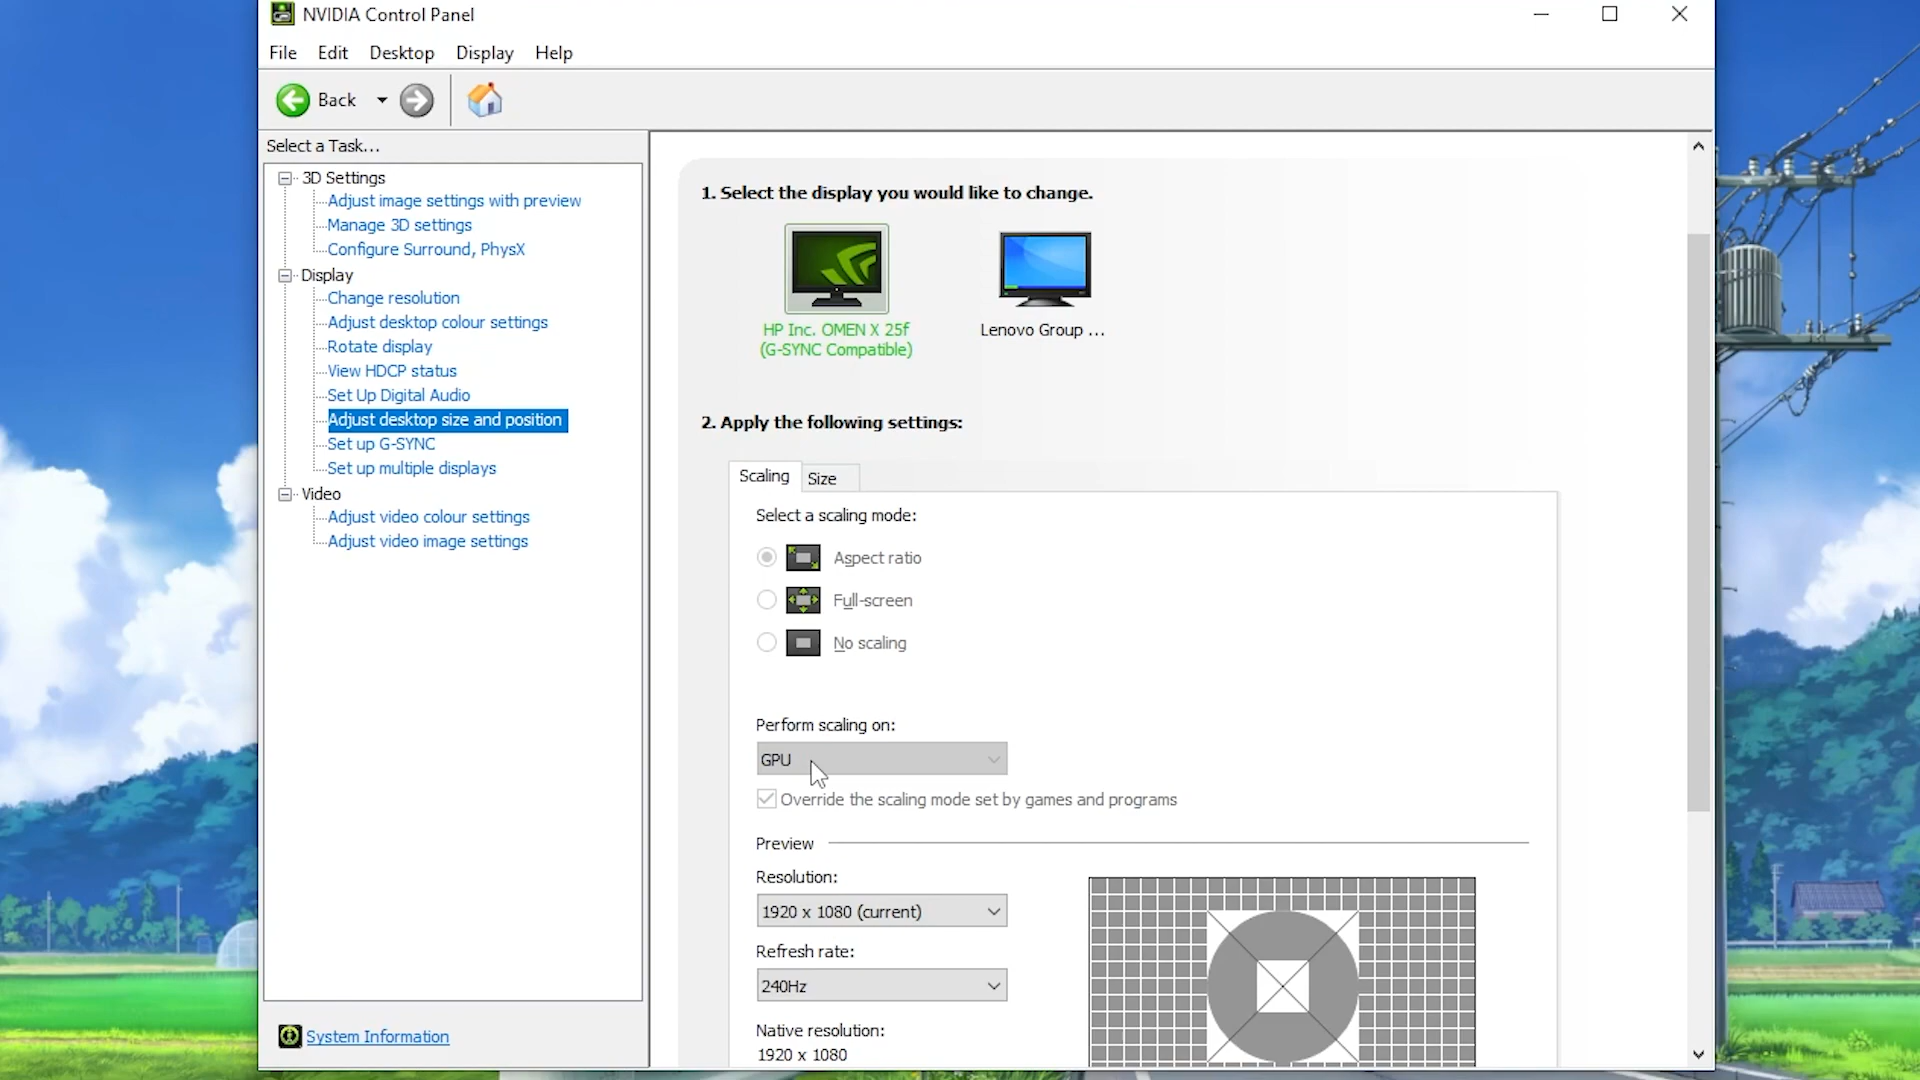 NVIDIA Control Panel
File Edit Desktop Display Help
Back
Select a Task...
3D Settings
Adjust image settings with preview
Manage 3D settings
Configure Surround, PhysX
Display
Change resolution
Adjust desktop colour settings
Rotate display
View HDCP status
Set Up Digital Audio
Adjust desktop size and position
Set up G-SYNC
Set up multiple displays
Video
Adjust video colour settings
Adjust video image settings
System Information
1. Select the display you would like to change.
HP Inc. OMEN X 25f
(G-SYNC Compatible)
Lenovo Group ...
2. Apply the following settings:
Scaling Size
Select a scaling mode:
Aspect ratio
Full-screen
No scaling
Perform scaling on:
GPU
Override the scaling mode set by games and programs
Preview
Resolution:
1920 x 1080 (current)
Refresh rate:
240Hz
Native resolution:
1920 x 1080